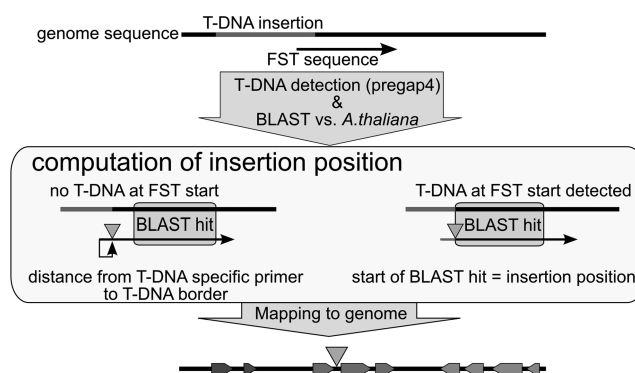 T-DNA insertion
genome sequence
FST sequence
T-DNA detection (pregap4)
&
BLAST vs. A.thaliana
computation of insertion position
no T-DNA at FST start
T-DNA at FST start detected
BLAST hit
BLAST hit
distance from T-DNA specific primer
to T-DNA border
start of BLAST hit = insertion position
Mapping to genome